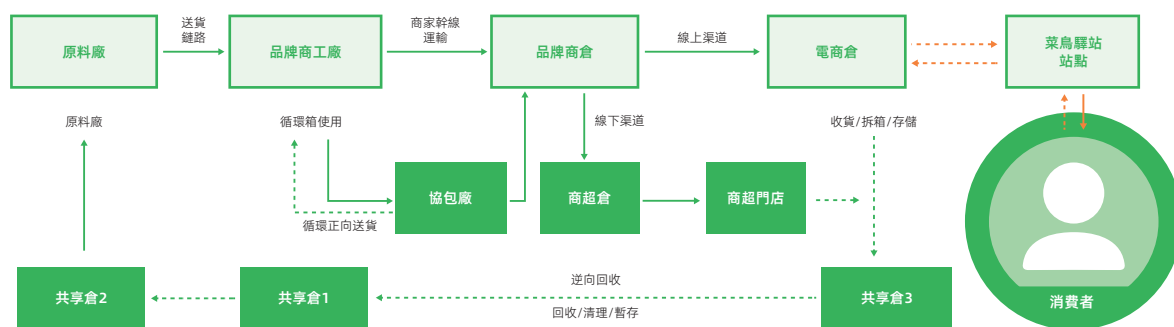 送貨
鏈路
商家幹線
運輸
線上渠道
原料廠
品牌商工廠
品牌商倉
電商倉
菜鳥驛站
站點
原料廠
循環箱使用
線下渠道
收貨/拆箱/存儲
協包廠
商超倉
商超門店
循環正向送貨
逆向回收
共享倉2
共享倉1
共享倉3
消費者
回收/清理/暫存